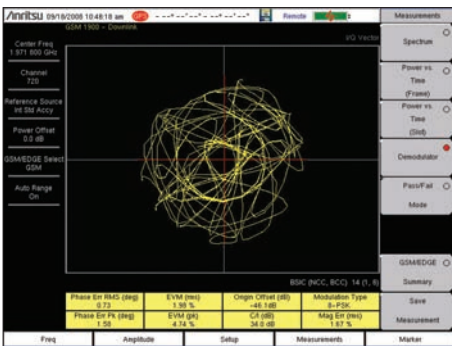 Anritsu 09/18/2008 10:48:18 am GPS Remote
Measurements
GSM 1900 - Downlink
I/Q Vector
Center Freq
1.971 800 GHz
Channel
720
Reference Source
Int Std Accy
Power Offset
0.0 dB
GSM/EDGE Select
GSM
Auto Range
On
Spectrum
Power vs.
Time
(Frame)
Power vs.
Time
(Slot)
Demodulator
Pass/Fail
Mode
GSM/EDGE
Summary
Save
Measurement
BSIC (NCC, BCC) 14 (1, 6)
Phase Err RMS (deg) EVM (rms) Origin Offset (dB) Modulation Type
0.73 1.98 % -46.1dB 8-PSK
Phase Err Pk (deg) EVM (pk) C/I (dB) Mag Err (rms)
1.58 4.74 % 34.0 dB 1.67 %
Freq Amplitude Setup Measurements Marker